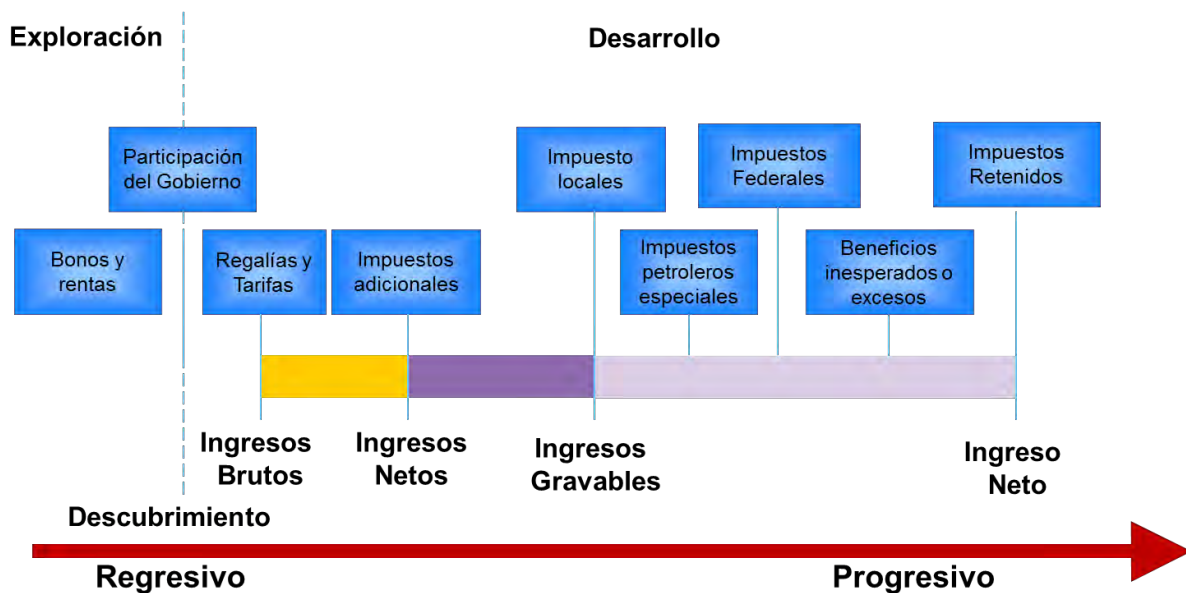 Exploración
Desarrollo
Participación
del Gobierno
Impuesto
locales
Impuestos
Federales
Impuestos
Retenidos
Bonos y
rentas
Regalías y
Tarifas
Impuestos
adicionales
Impuestos
petroleros
especiales
Beneficios
inesperados o
excesos
Ingresos
Brutos
Ingresos
Netos
Ingresos
Gravables
Ingreso
Neto
Descubrimiento
Regresivo
Progresivo